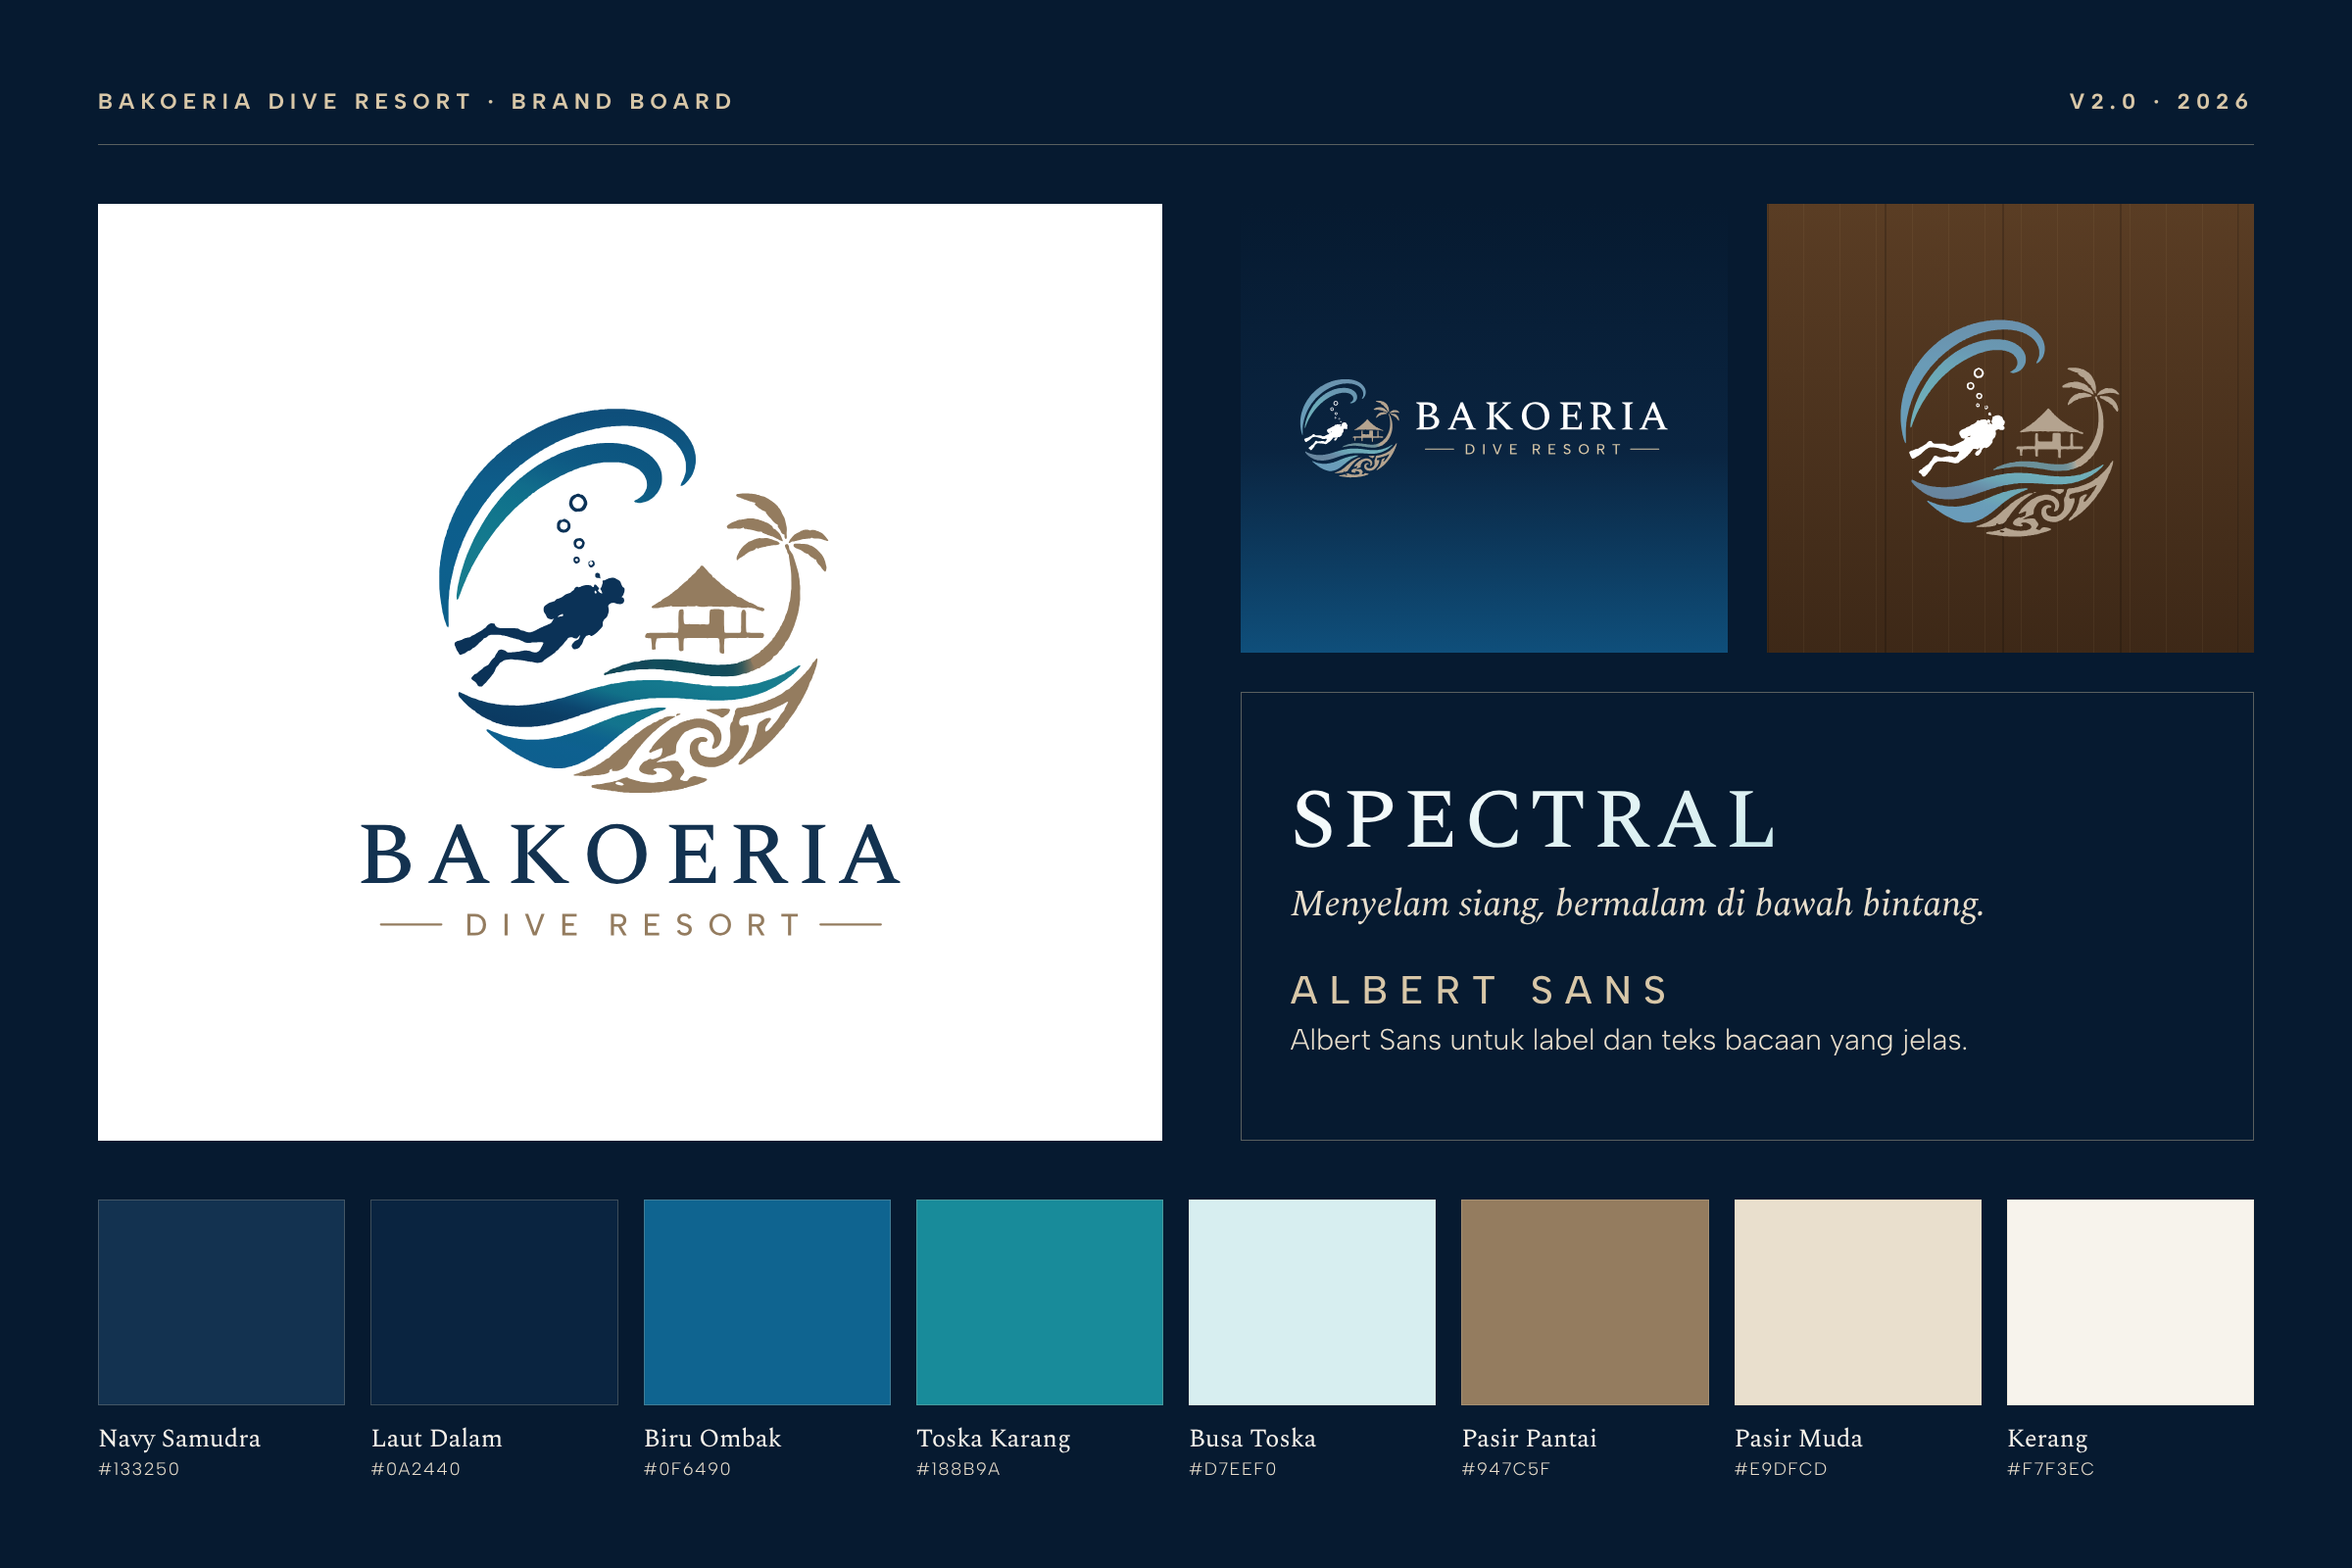 BAKOERIA DIVE RESORT · BRAND BOARD
V2.0 · 2026
BAKOERIA
DIVE RESORT
BAKOERIA
DIVE RESORT
SPECTRAL
Menyelam siang, bermalam di bawah bintang.
ALBERT SANS
Albert Sans untuk label dan teks bacaan yang jelas.
Navy Samudra
#133250
Laut Dalam
#0A2440
Biru Ombak
#0F6490
Toska Karang
#188B9A
Busa Toska
#D7EEF0
Pasir Pantai
#947C5F
Pasir Muda
#E9DFCD
Kerang
#F7F3EC